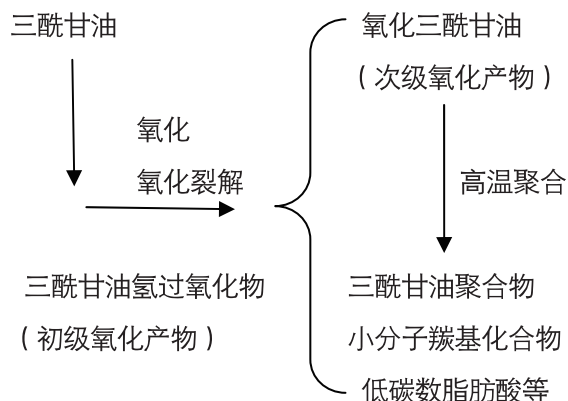 三酰甘油
氧化
氧化裂解
三酰甘油氢过氧化物
（初级氧化产物）
氧化三酰甘油
（次级氧化产物）
高温聚合
三酰甘油聚合物
小分子羰基化合物
低碳数脂肪酸等